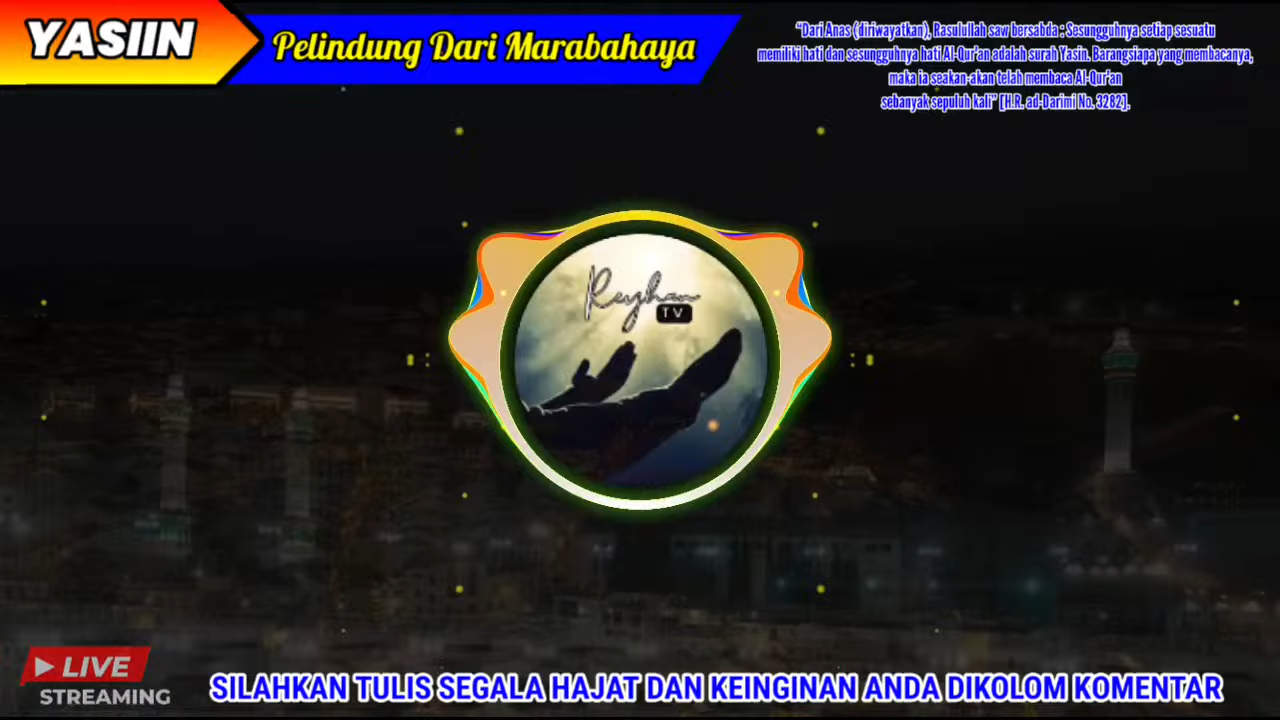 YASIIN
Pelindung Dari Marabahaya
“Dari Anas (diriwayatkan), Rasulullah saw bersabda : Sesungguhnya setiap sesuatu
memiliki hati dan sesungguhnya hati Al-Qur'an adalah surah Yasin. Barangsiapa yang membacanya,
maka ia seakan-akan telah membaca Al-Qur'an
sebanyak sepuluh kali” [H.R. ad-Darimi No. 3282].
Reyhan
TV
LIVE
STREAMING
SILAHKAN TULIS SEGALA HAJAT DAN KEINGINAN ANDA DIKOLOM KOMENTAR